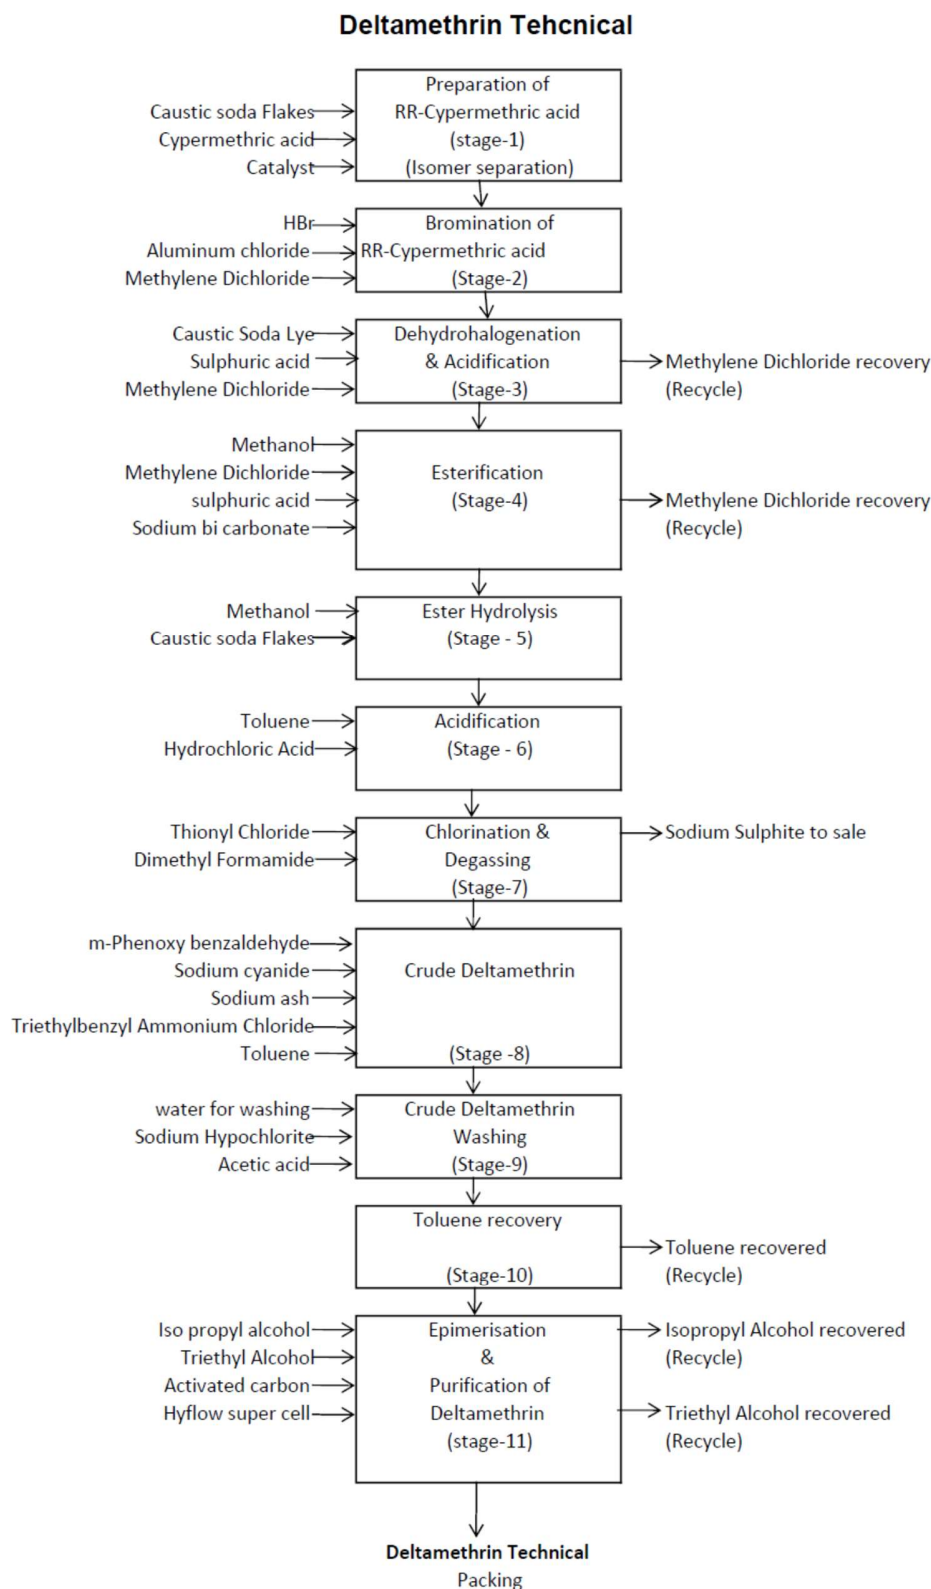 Deltamethrin Tehcnical
Preparation of
Caustic soda Flakes RR-Cypermethric acid
Cypermethric acid (stage-1)
Catalyst (Isomer separation)
HBr Bromination of
Aluminum chloride RR-Cypermethric acid
Methylene Dichloride (Stage-2)
Caustic Soda Lye Dehydrohalogenation
Sulphuric acid & Acidification Methylene Dichloride recovery
Methylene Dichloride (Stage-3) (Recycle)
Methanol
Methylene Dichloride Esterification
sulphuric acid (Stage-4) Methylene Dichloride recovery
Sodium bi carbonate (Recycle)
Methanol Ester Hydrolysis
Caustic soda Flakes (Stage - 5)
Toluene Acidification
Hydrochloric Acid (Stage - 6)
Thionyl Chloride Chlorination & Sodium Sulphite to sale
Dimethyl Formamide Degassing
(Stage-7)
m-Phenoxy benzaldehyde
Sodium cyanide Crude Deltamethrin
Sodium ash
Triethylbenzyl Ammonium Chloride
Toluene (Stage -8)
water for washing Crude Deltamethrin
Sodium Hypochlorite Washing
Acetic acid (Stage-9)
Toluene recovery
(Stage-10) Toluene recovered
(Recycle)
Iso propyl alcohol Epimerisation Isopropyl Alcohol recovered
Triethyl Alcohol & (Recycle)
Activated carbon Purification of
Hyflow super cell Deltamethrin Triethyl Alcohol recovered
(stage-11) (Recycle)
Deltamethrin Technical
Packing